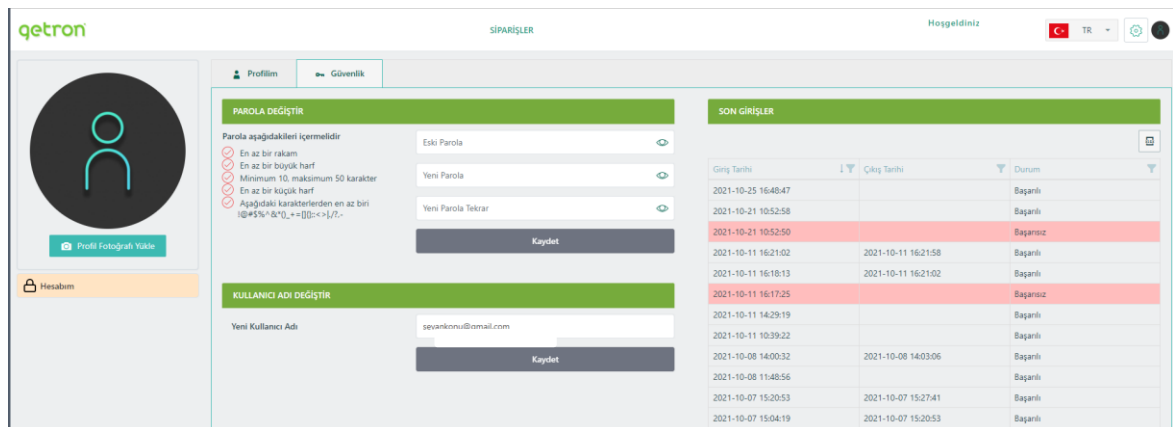 getron
SİPARİŞLER
Hoşgeldiniz
TR
Profil Fotoğrafı Yükle
Hesabım
Profilim
Güvenlik
PAROLA DEĞİŞTİR
Parola aşağıdakileri içermelidir
En az bir rakam
En az bir büyük harf
Minimum 10, maksimum 50 karakter
En az bir küçük harf
Aşağıdaki karakterlerden en az biri
Eski Parola
Yeni Parola
Yeni Parola Tekrar
Kaydet
KULLANICI ADI DEĞİŞTİR
Yeni Kullanıcı Adı
sevankonu@gmail.com
Kaydet
SON GİRİŞLER
Giriş Tarihi Çıkış Tarihi Durum
2021-10-25 16:48:47 Başarılı
2021-10-21 10:52:58 Başarılı
2021-10-21 10:52:50 Başarısız
2021-10-11 16:21:02 2021-10-11 16:21:58 Başarılı
2021-10-11 16:18:13 2021-10-11 16:21:02 Başarılı
2021-10-11 16:17:25 Başarısız
2021-10-11 14:29:19 Başarılı
2021-10-11 10:39:22 Başarılı
2021-10-08 14:00:32 2021-10-08 14:03:06 Başarılı
2021-10-08 11:48:56 Başarılı
2021-10-07 15:20:53 2021-10-07 15:27:41 Başarılı
2021-10-07 15:04:19 2021-10-07 15:20:53 Başarılı